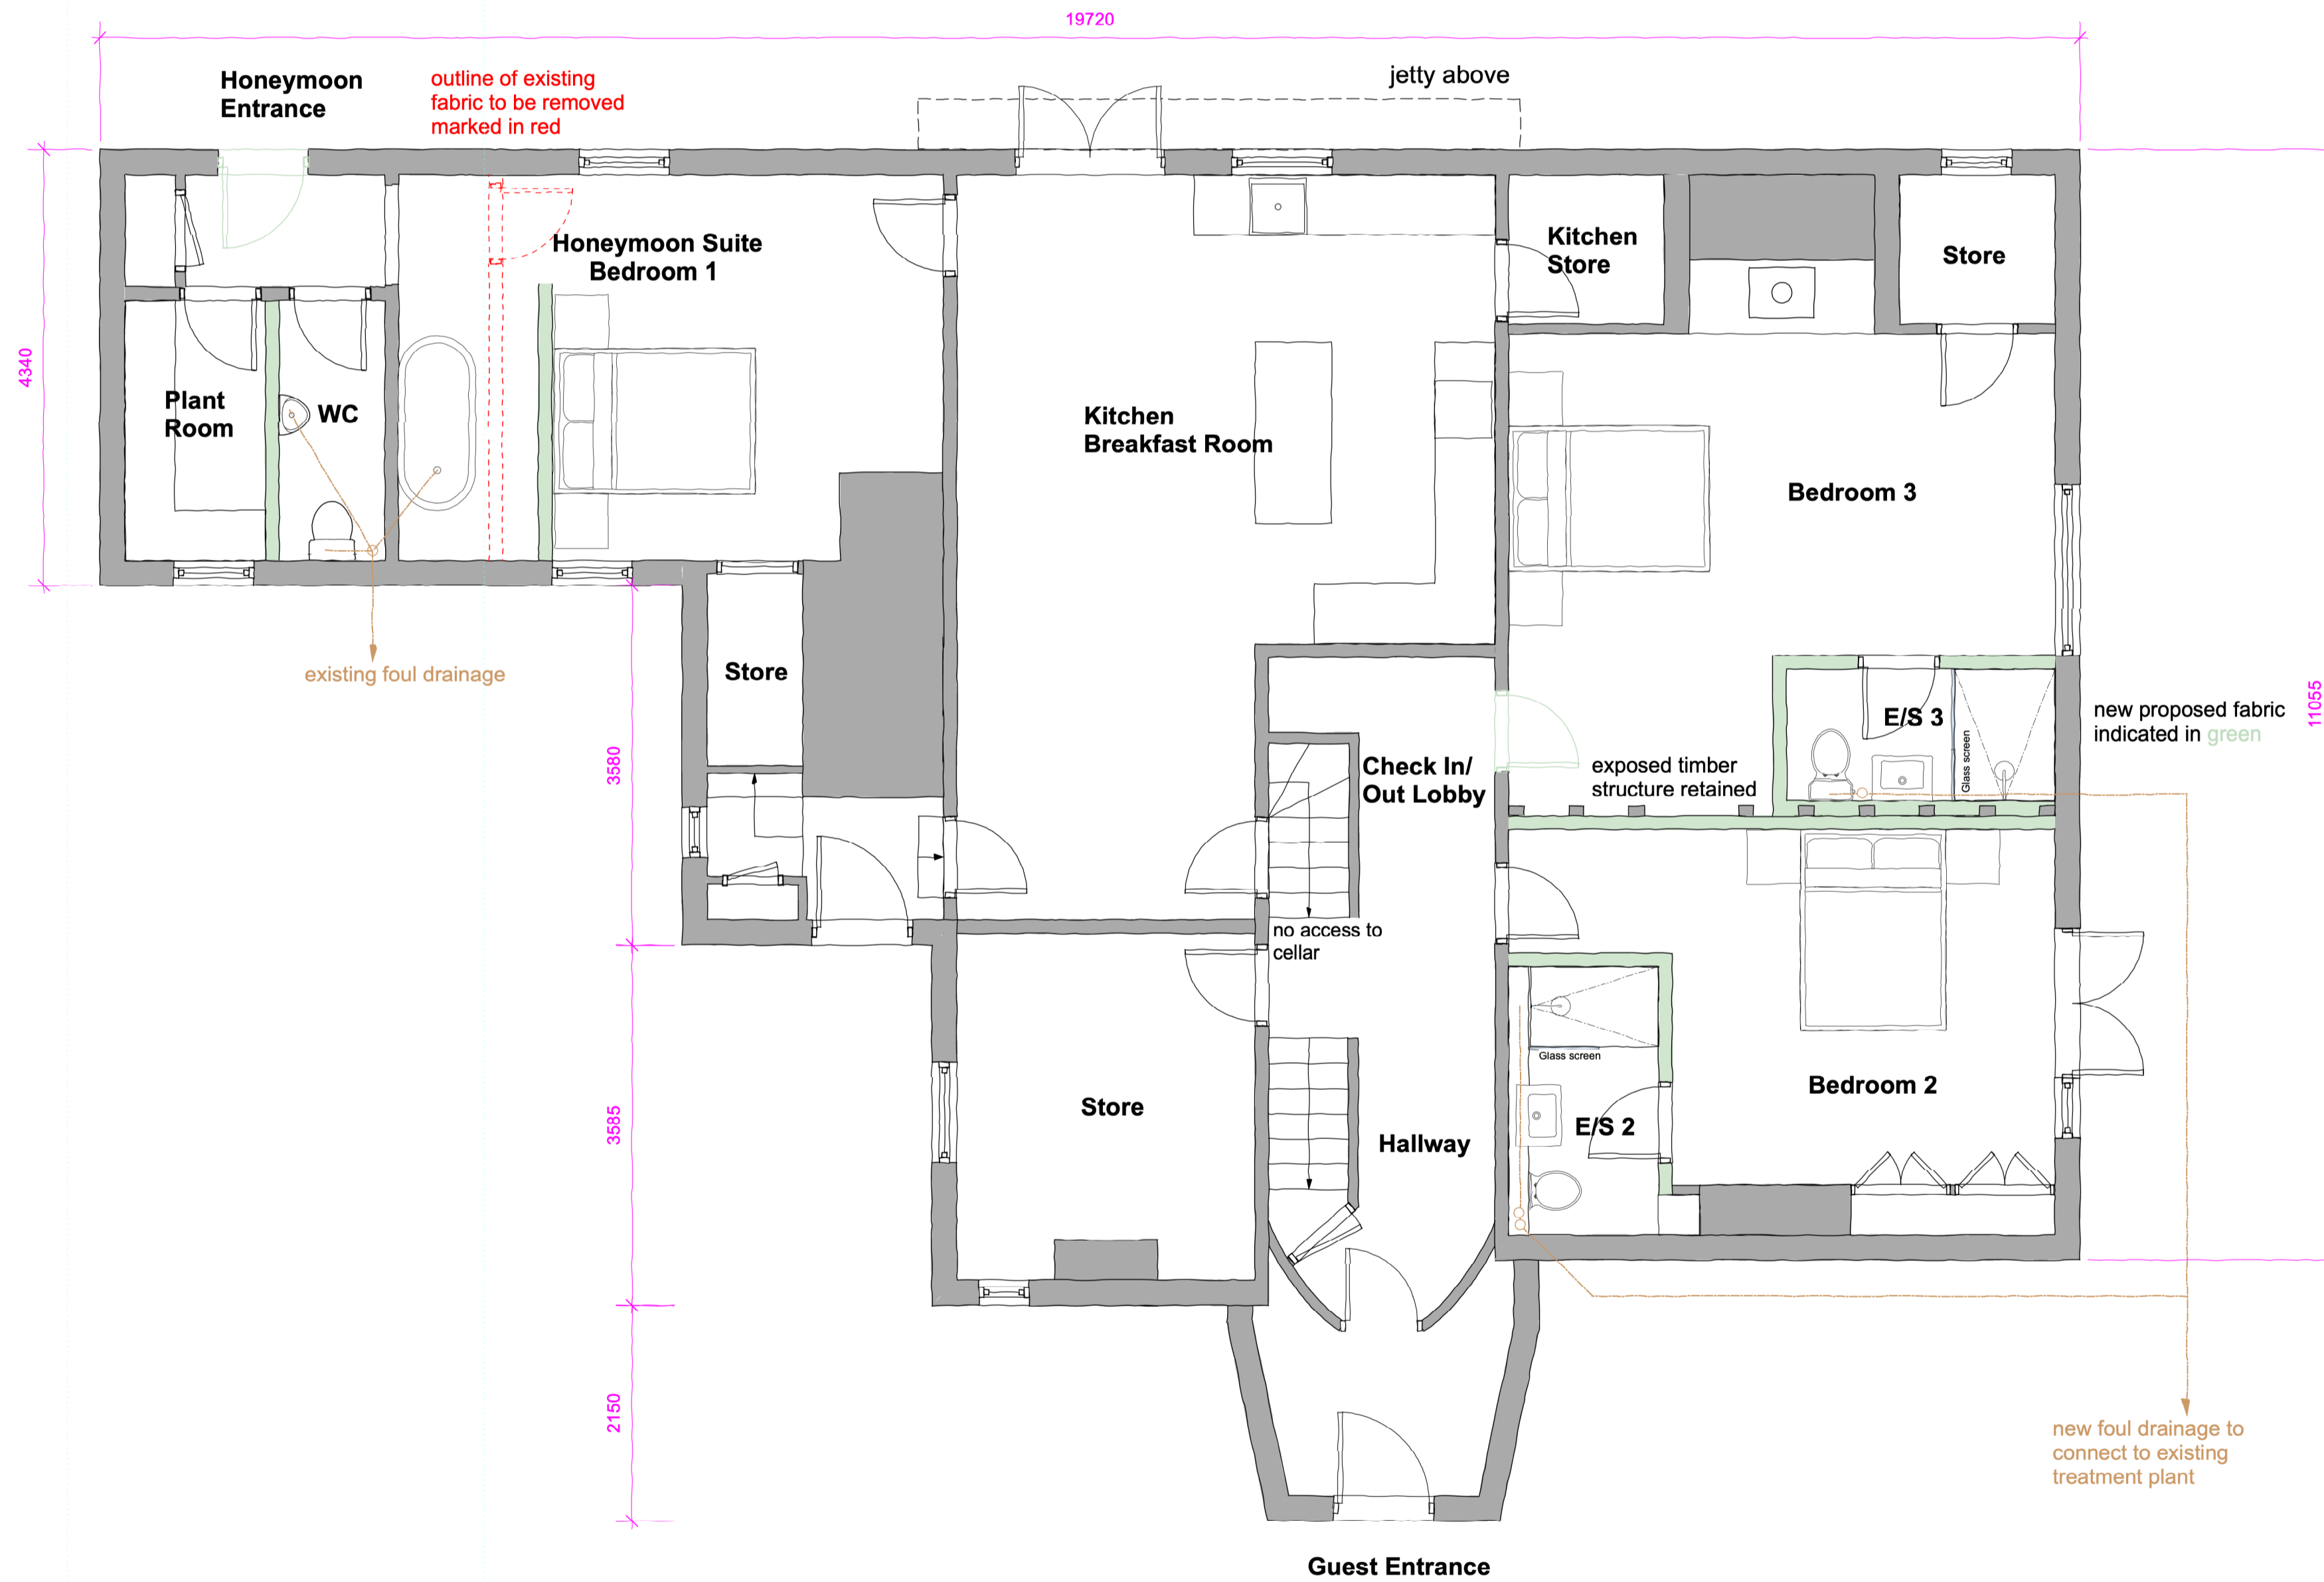 19720
Honeymoon
Entrance
outline of existing
fabric to be removed
marked in red
jetty above
Honeymoon Suite
Bedroom 1
Kitchen
Store
Store
4340
Plant
Room
WC
Kitchen
Breakfast Room
Bedroom 3
existing foul drainage
Store
3580
Check In/
Out Lobby
exposed timber
structure retained
E/S 3
Glass screen
new proposed fabric
indicated in green
11055
no access to
cellar
Glass screen
Store
3585
Hallway
E/S 2
Bedroom 2
2150
new foul drainage to
connect to existing
treatment plant
Guest Entrance